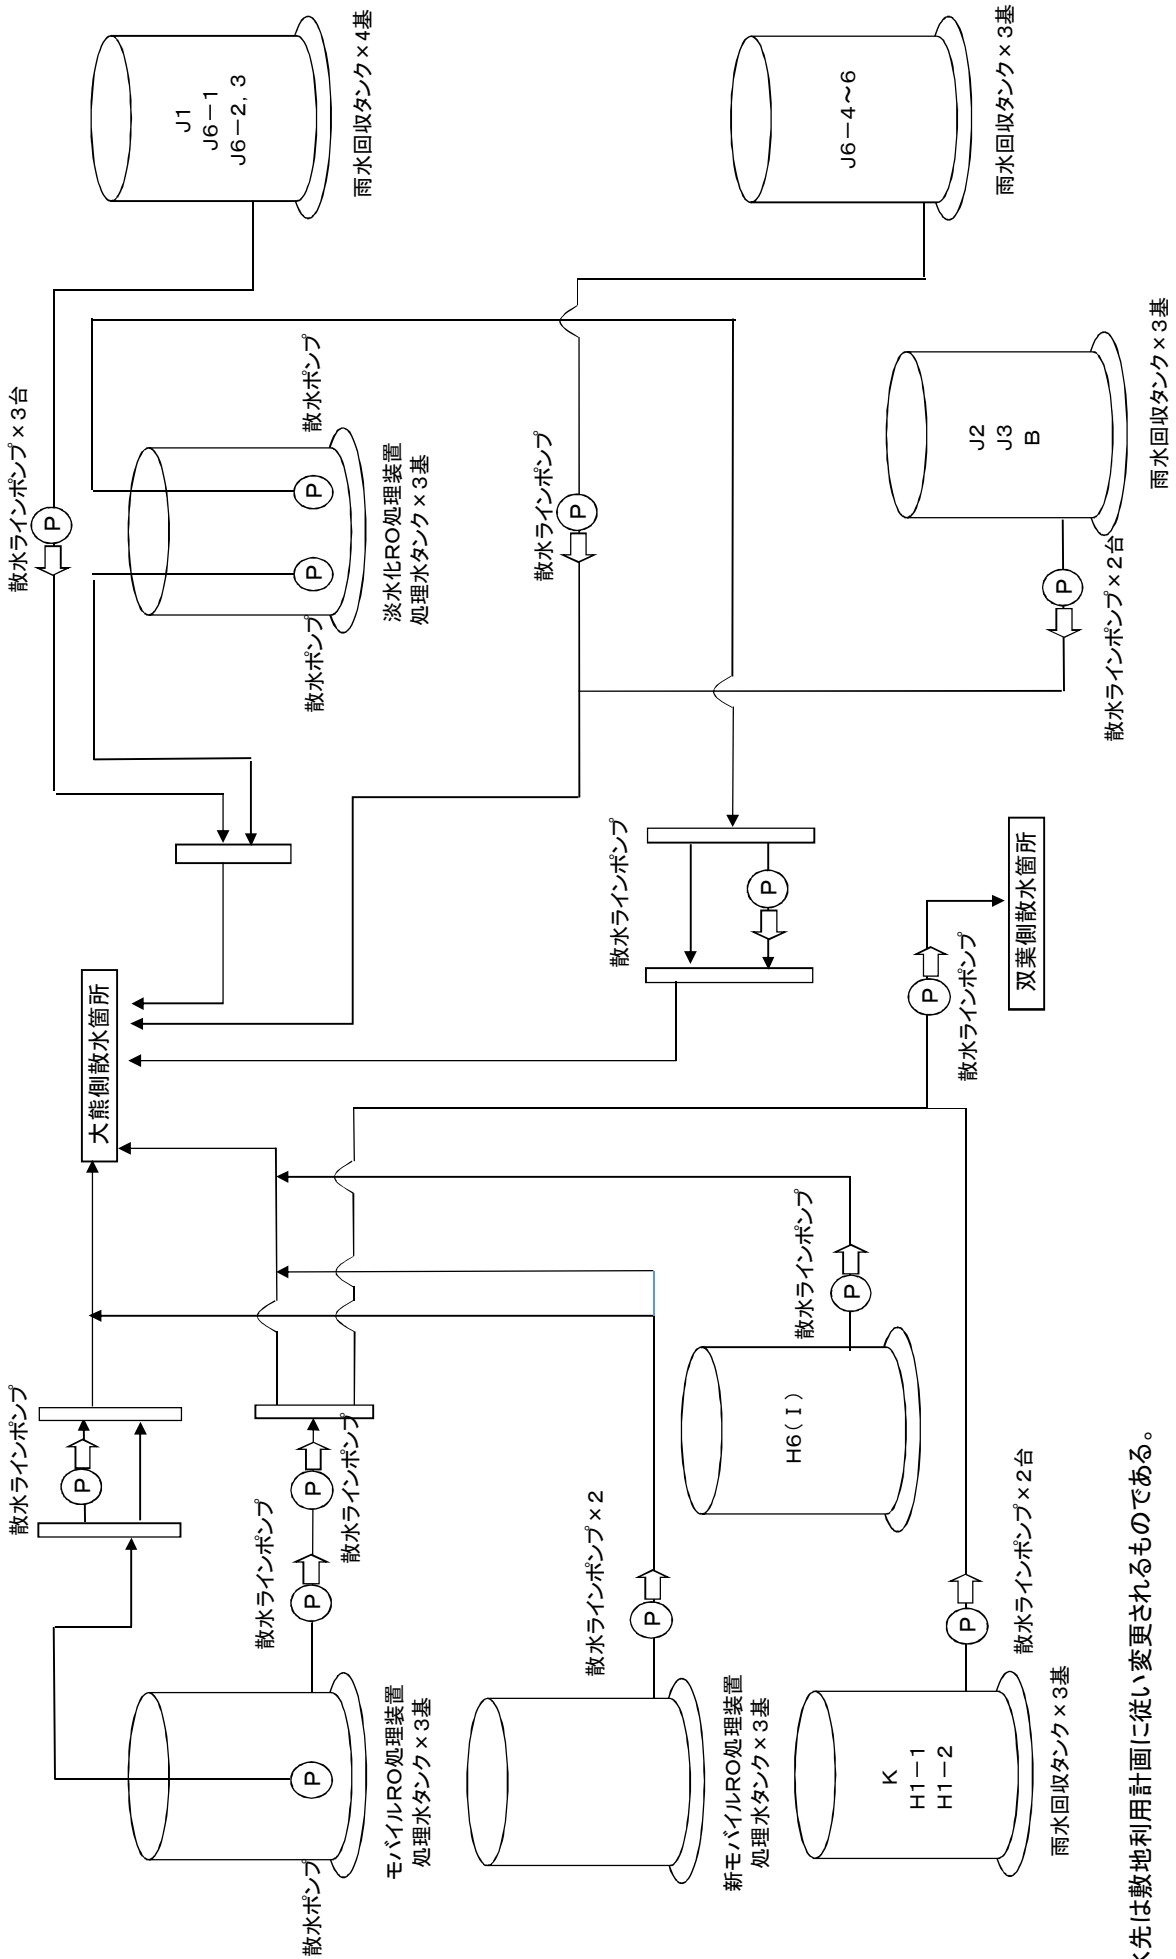 散水ポンプ
P
モバイルRO処理装置
処理水タンク×3基
散水ラインポンプ
P
散水ラインポンプ
P
散水ラインポンプ
P
大熊側散水箇所
散水ラインポンプ×3台
P
J1
J6-1
J6-2, 3
雨水回収タンク×4基
散水ポンプ
P
P
散水ポンプ
淡水化RO処理装置
処理水タンク×3基
新モバイルRO処理装置
処理水タンク×3基
散水ラインポンプ×2
P
H6(I)
散水ラインポンプ
P
散水ラインポンプ
P
散水ラインポンプ
P
J6-4~6
雨水回収タンク×3基
K
H1-1
H1-2
雨水回収タンク×3基
P
散水ラインポンプ×2台
P
散水ラインポンプ
双葉側散水箇所
P
散水ラインポンプ×2台
J2
J3
B
雨水回収タンク×3基
先は敷地利用計画に従い変更されるものである。